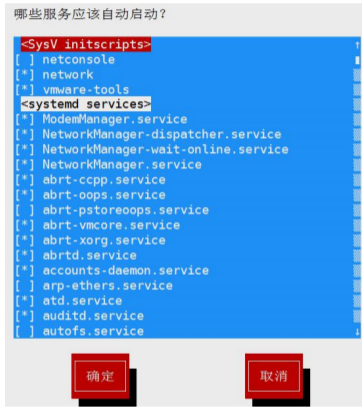 哪些服务应该自动启动?
<SysV initscripts>
[ ] netconsole
[*] network
[*] vmware-tools
<systemd services>
[*] ModemManager.service
[*] NetworkManager-dispatcher.service
[*] NetworkManager-wait-online.service
[*] NetworkManager.service
[*] abrt-ccpp.service
[*] abrt-oops.service
[ ] abrt-pstoreoops.service
[*] abrt-vmcore.service
[*] abrt-xorg.service
[*] abrtd.service
[*] accounts-daemon.service
[ ] arp-ethers.service
[*] atd.service
[*] auditd.service
[ ] autofs.service
确定 取消